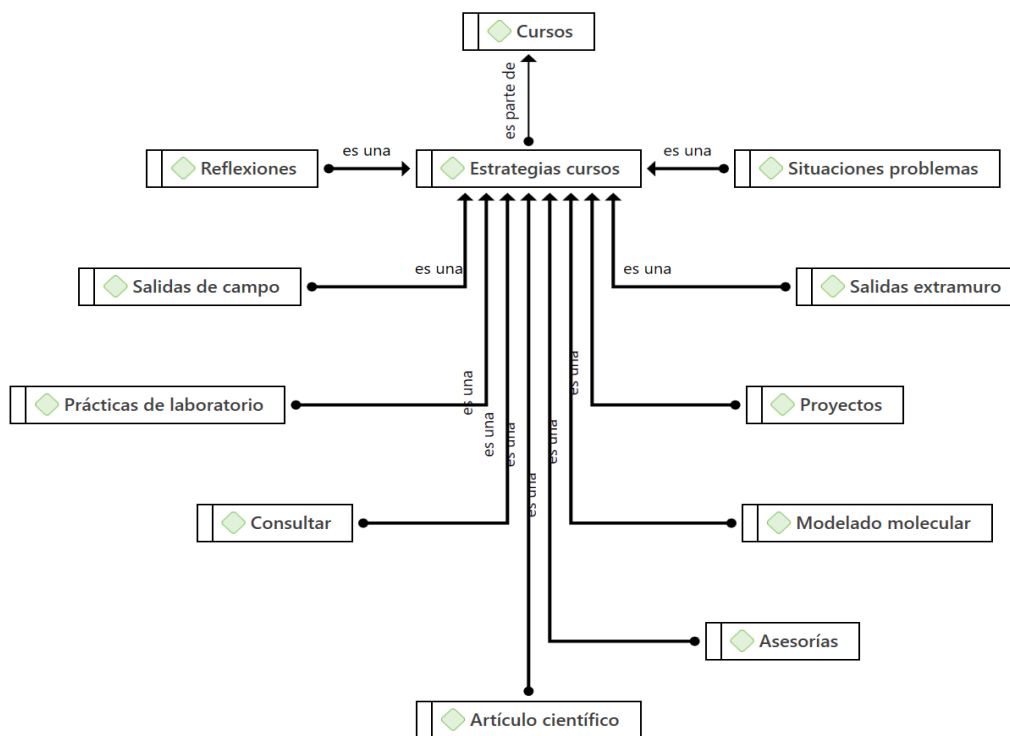 Cursos
es parte de
Reflexiones
es una
Estrategias cursos
es una
Situaciones problemas
Salidas de campo
es una
es una
Salidas extramuro
es una
es una
Prácticas de laboratorio
es una
es una
es una
es una
Proyectos
es una
Consultar
Modelado molecular
Asesorías
Artículo científico